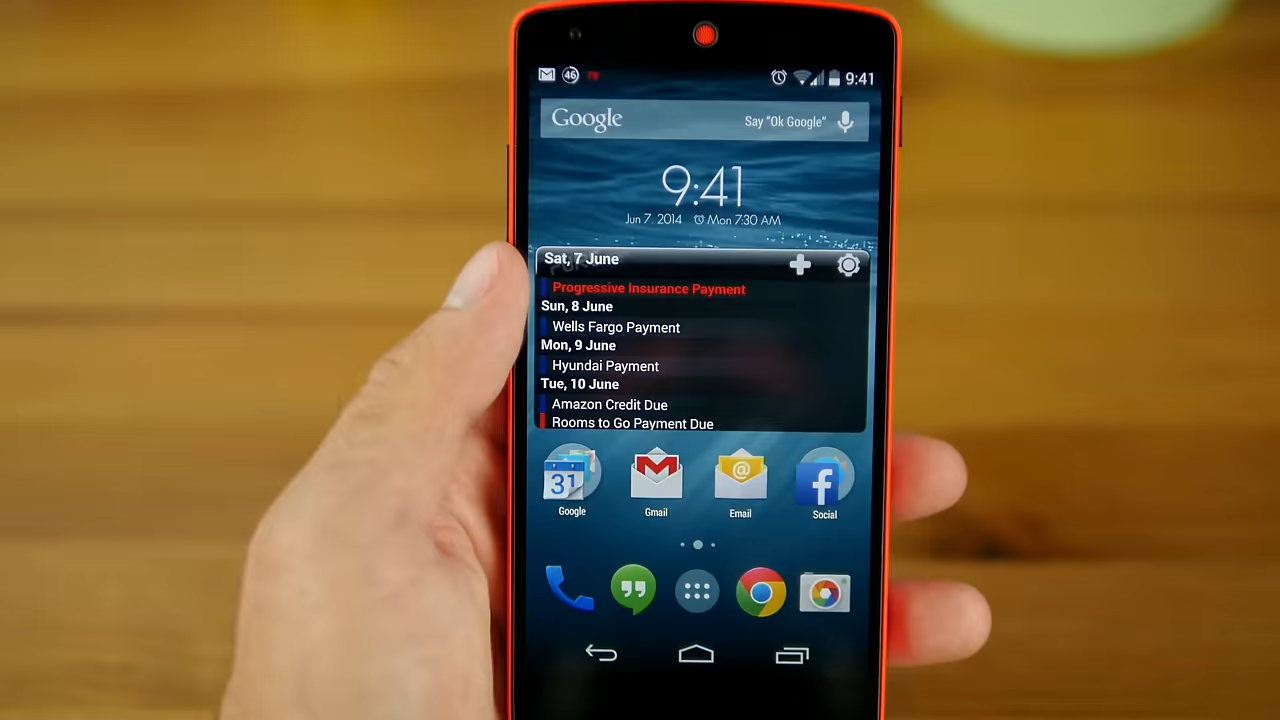 46
9:41
Google
Say "Ok Google"
9:41
Jun 7, 2014 Mon 7:30 AM
Sat, 7 June
Progressive Insurance Payment
Sun, 8 June
Wells Fargo Payment
Mon, 9 June
Hyundai Payment
Tue, 10 June
Amazon Credit Due
Rooms to Go Payment Due
31
@
f
Google
Gmail
Email
Social